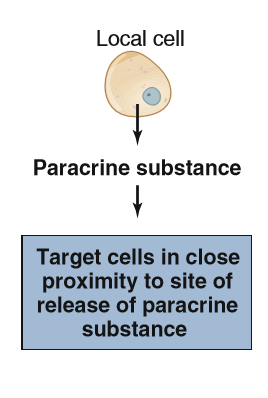 Local cell
Paracrine substance
Target cells in close
proximity to site of
release of paracrine
substance